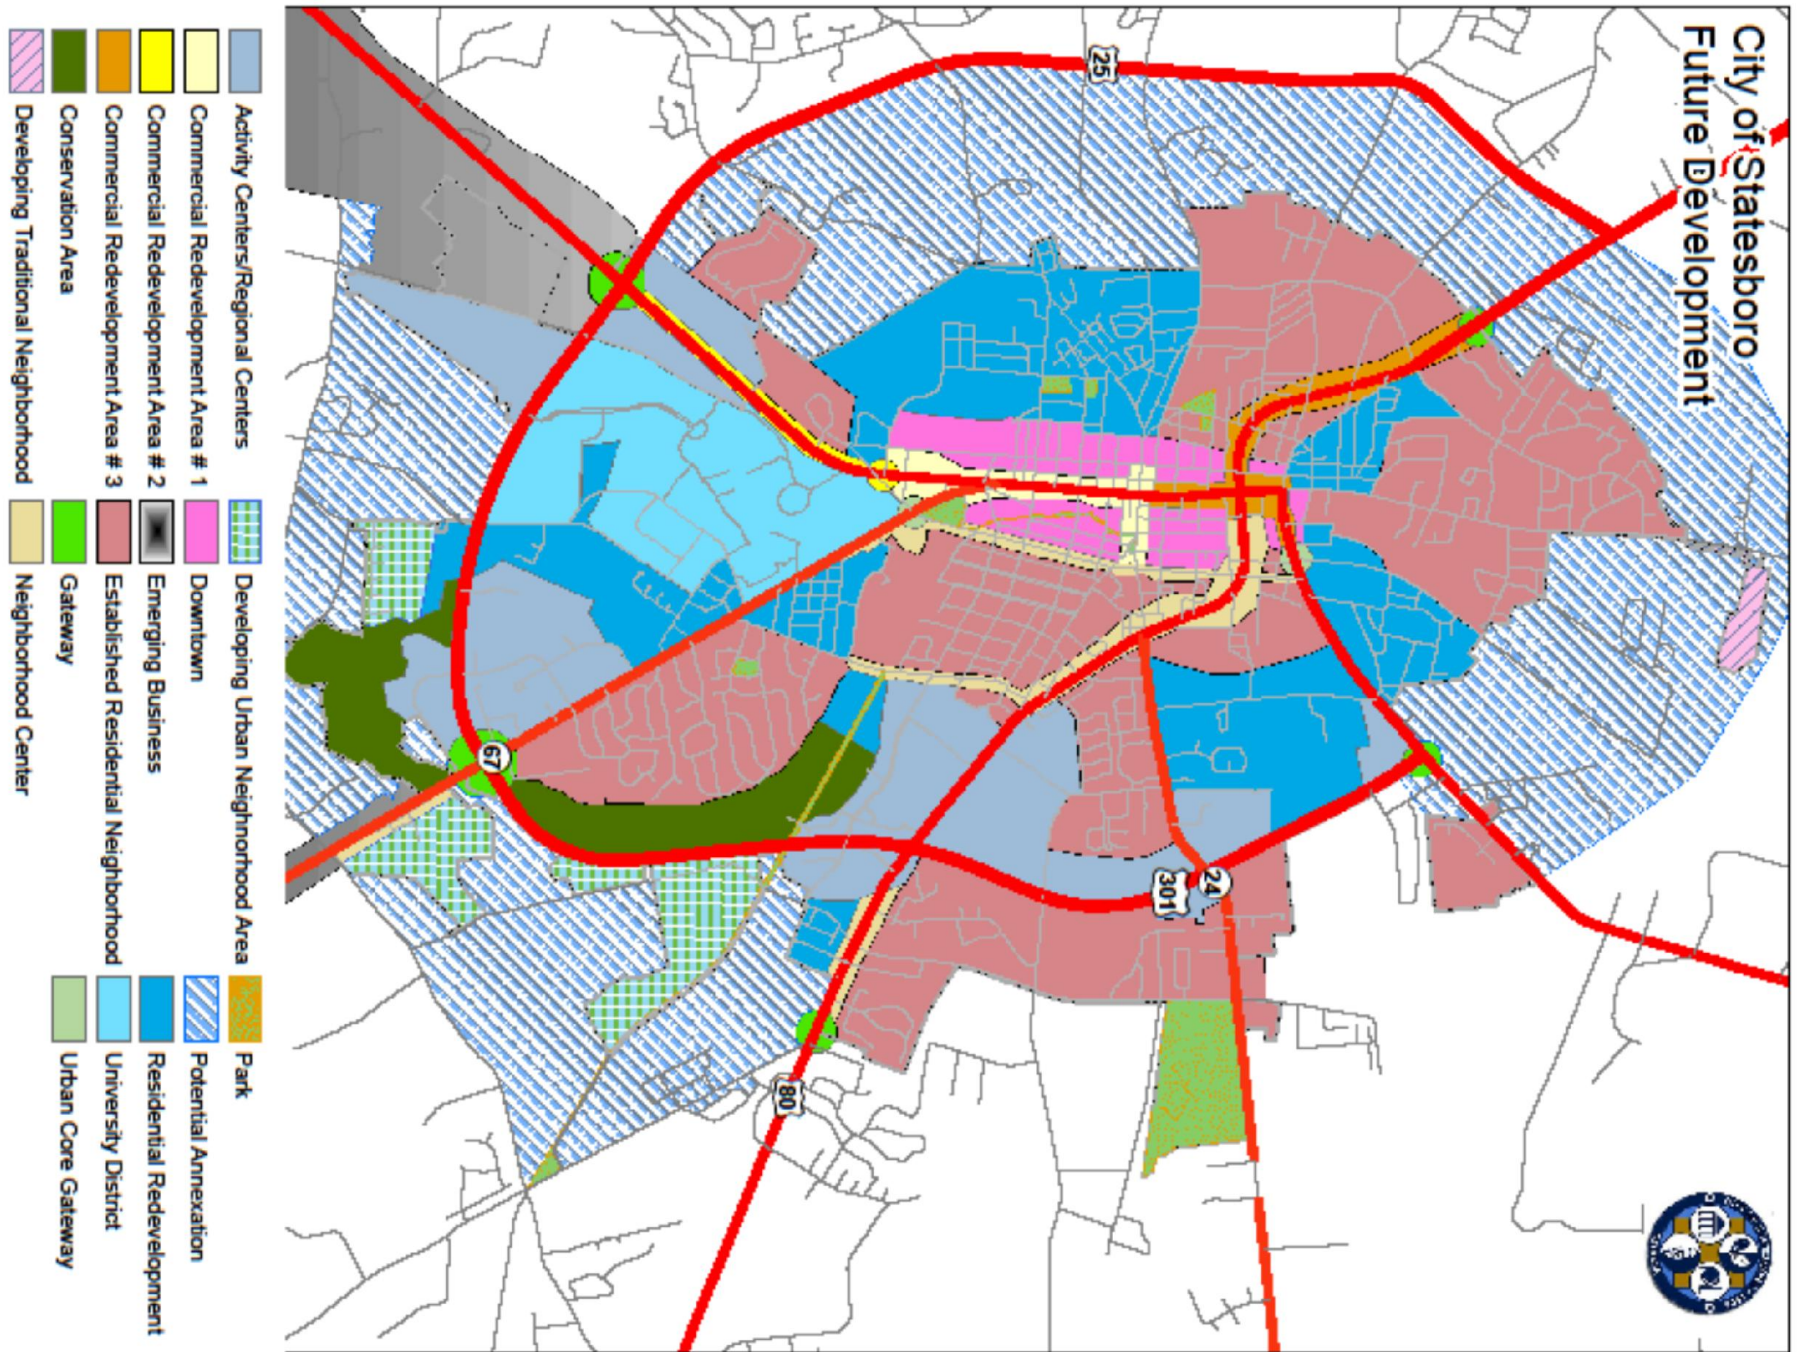 City of Statesboro
Future Development
25
67
24
301
80
Activity Centers/Regional Centers
Commercial Redevelopment Area # 1
Commercial Redevelopment Area # 2
Commercial Redevelopment Area # 3
Conservation Area
Developing Traditional Neighborhood
Developing Urban Neighnorhood Area
Downtown
Emerging Business
Established Residential Neighborhood
Gateway
Neighborhood Center
Park
Potential Annexation
Residential Redevelopment
University District
Urban Core Gateway